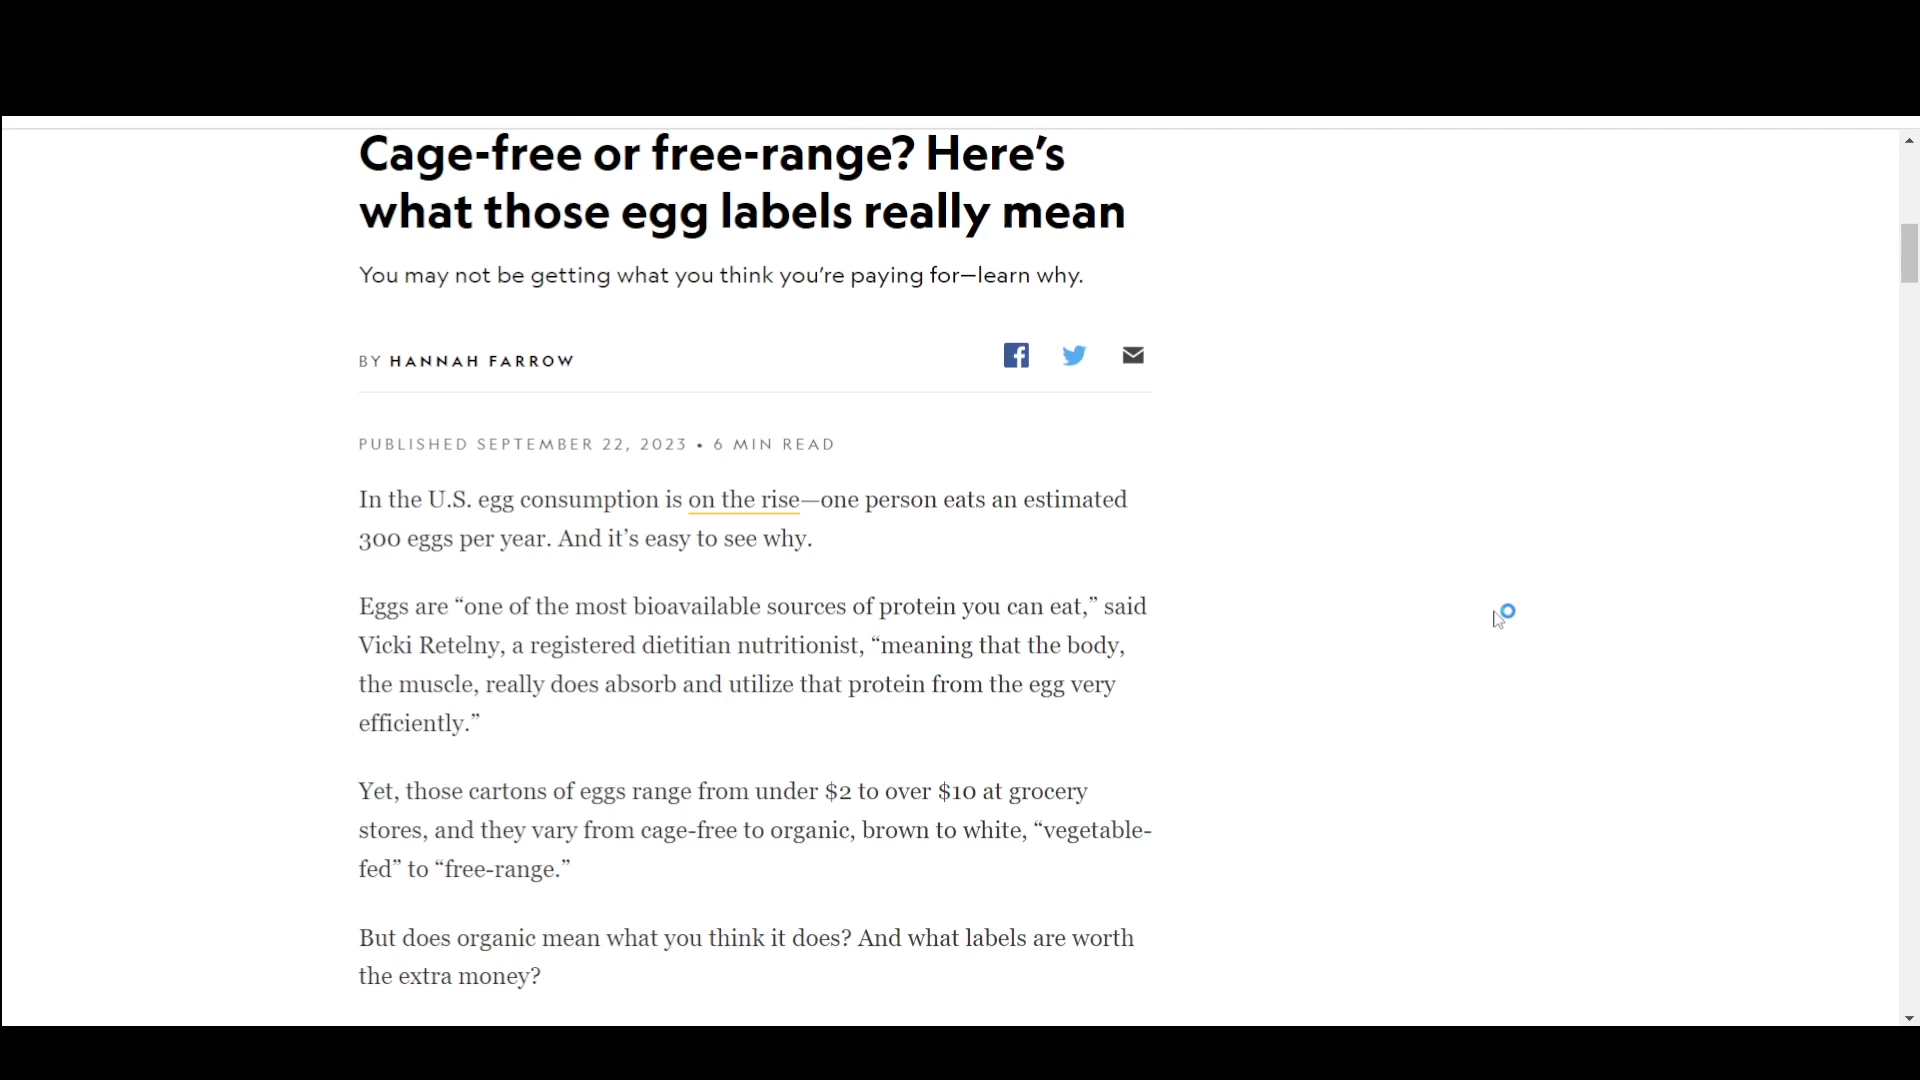 Cage-free or free-range? Here’s
what those egg labels really mean
You may not be getting what you think you’re paying for—learn why.
BY HANNAH FARROW
PUBLISHED SEPTEMBER 22, 2023 • 6 MIN READ
In the U.S. egg consumption is on the rise—one person eats an estimated
300 eggs per year. And it’s easy to see why.
Eggs are “one of the most bioavailable sources of protein you can eat,” said
Vicki Retelny, a registered dietitian nutritionist, “meaning that the body,
the muscle, really does absorb and utilize that protein from the egg very
efficiently.”
Yet, those cartons of eggs range from under $2 to over $10 at grocery
stores, and they vary from cage-free to organic, brown to white, “vegetable-
fed” to “free-range.”
But does organic mean what you think it does? And what labels are worth
the extra money?